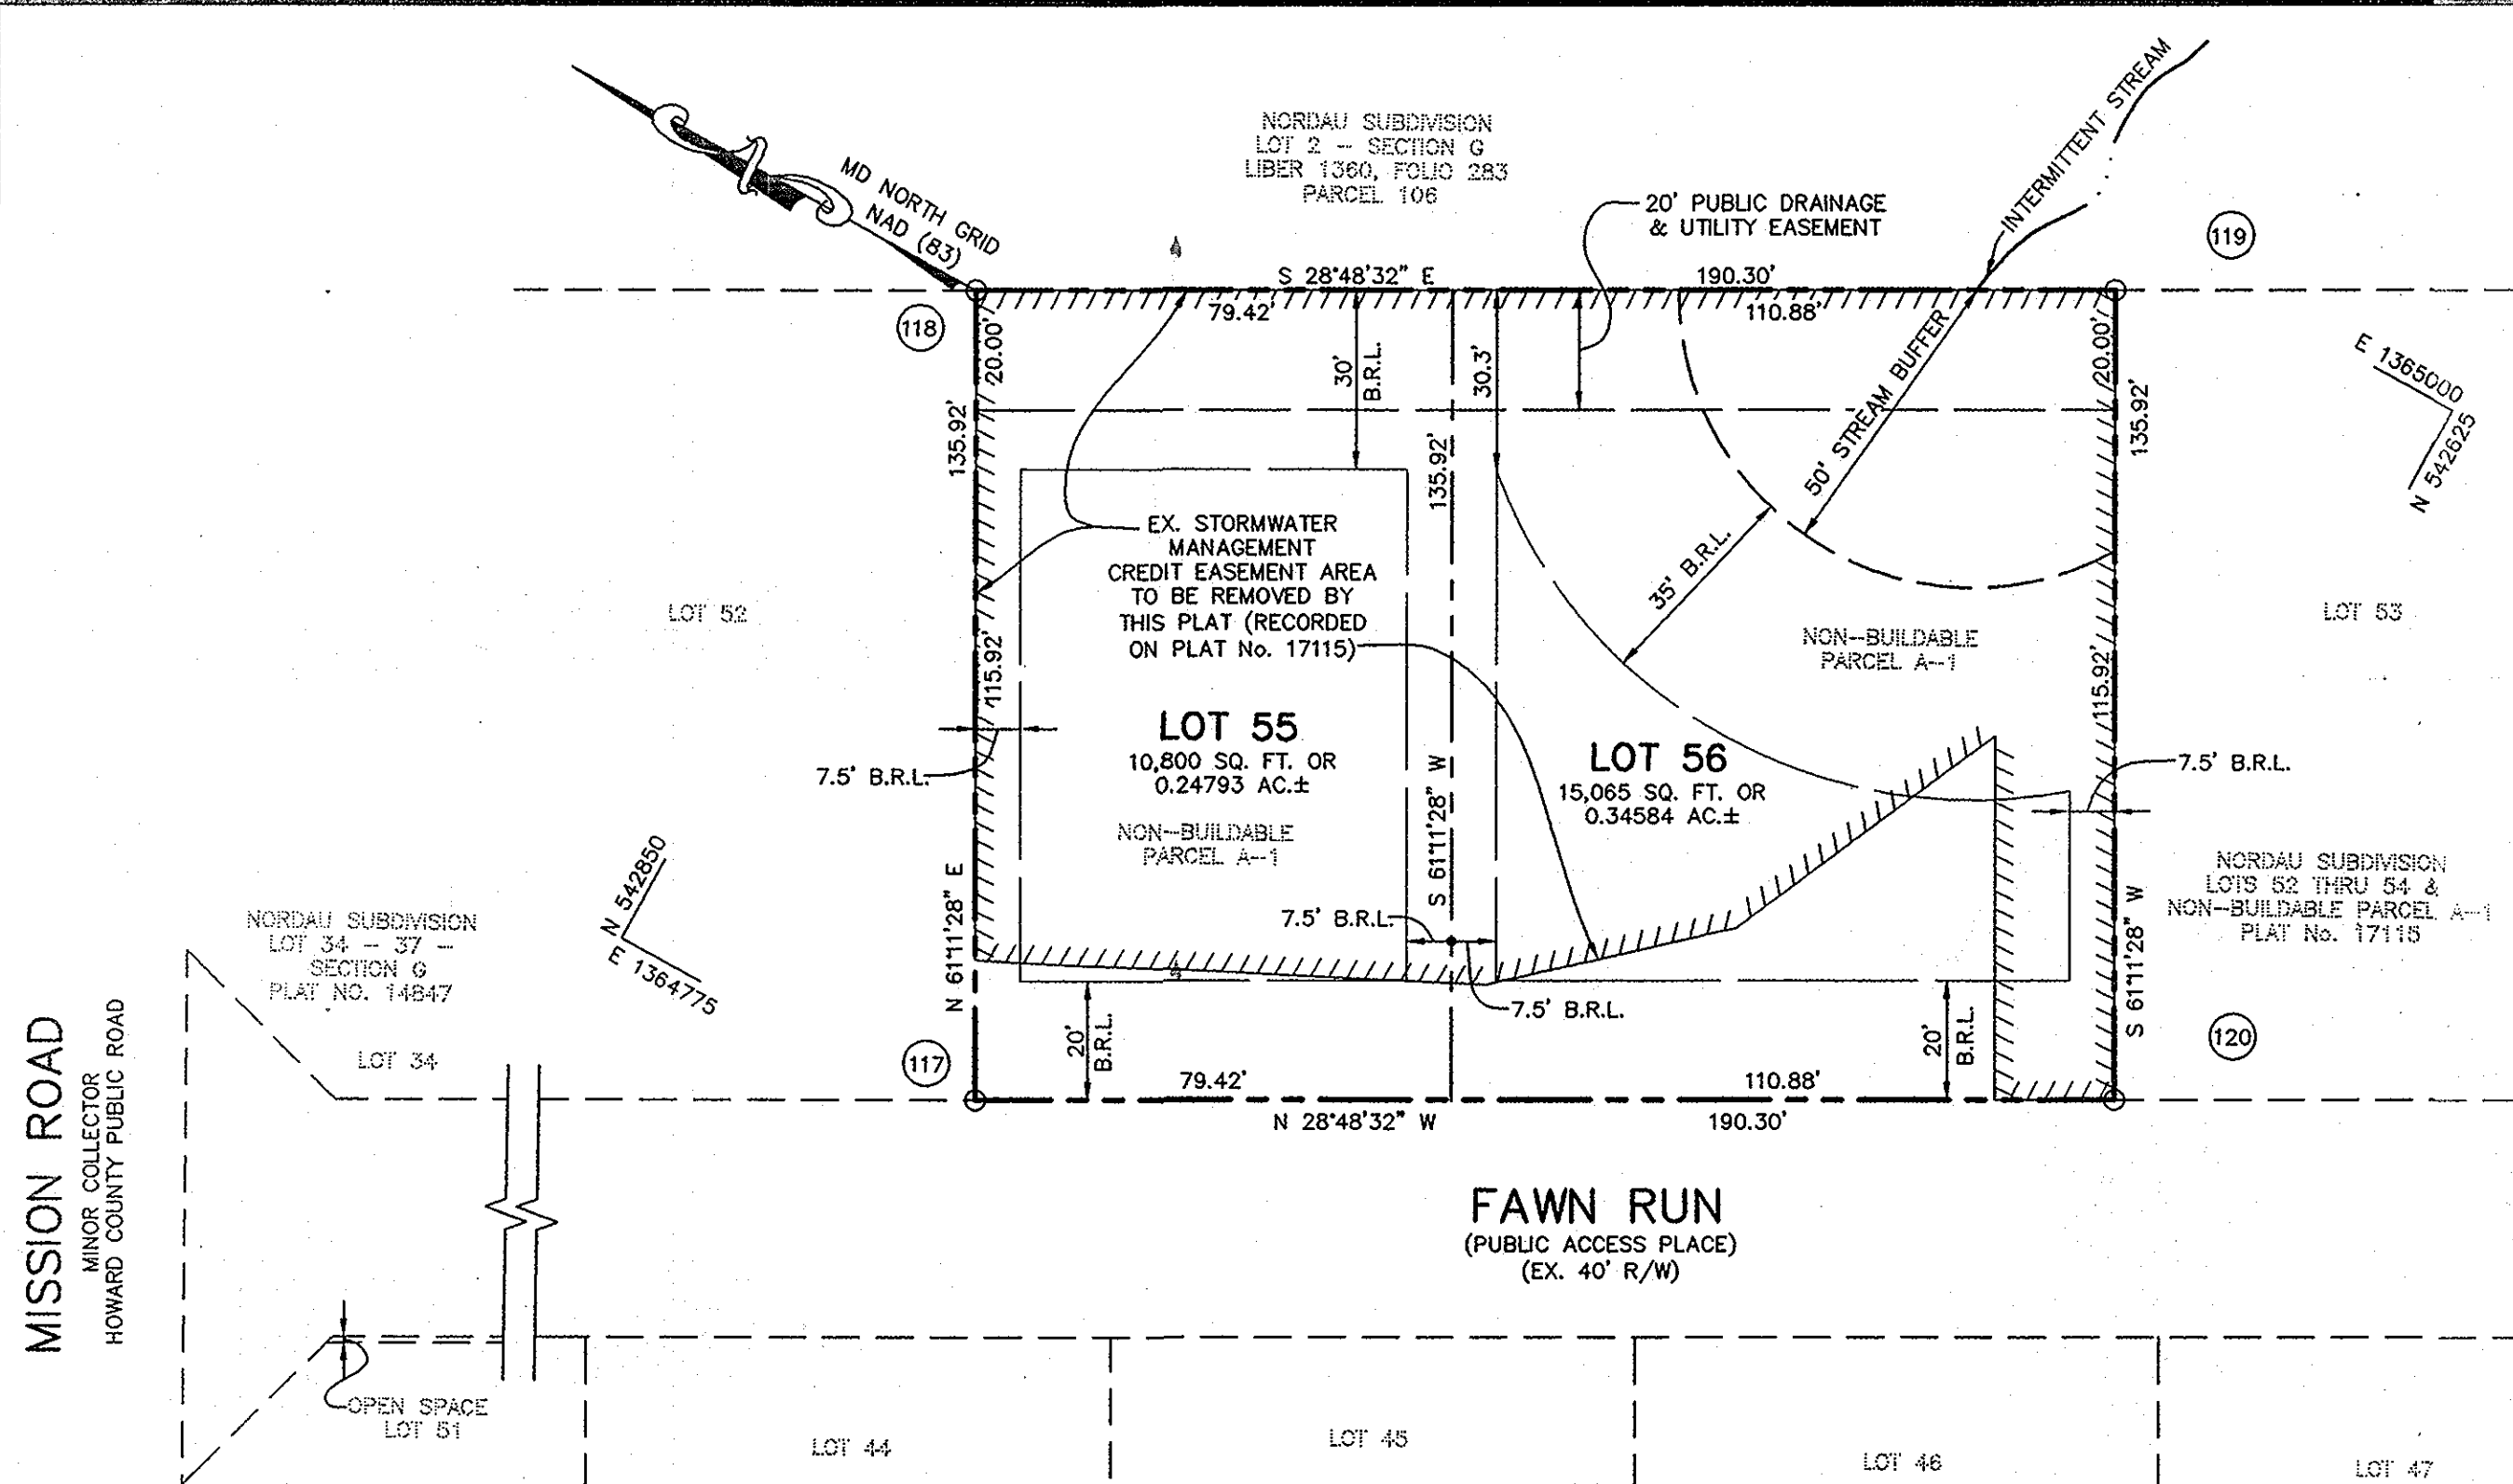 NORDAU SUBDIVISION
LOT 2 -- SECTION G
LIBER 1360, FOLIO 283
PARCEL 106
INTERMITTENT STREAM
MD NORTH GRID
NAD (83)
20' PUBLIC DRAINAGE
& UTILITY EASEMENT
119
S 28°48'32" E
190.30'
118
79.42'
110.88'
20.00'
30'
B.R.L.
30.3'
50' STREAM BUFFER
20.00'
E 1365000
N 542625
135.92'
135.92'
135.92'
EX. STORMWATER
MANAGEMENT
CREDIT EASEMENT AREA
TO BE REMOVED BY
THIS PLAT (RECORDED
ON PLAT No. 17115)
35' B.R.L.
LOT 52
NON--BUILDABLE
PARCEL A--1
LOT 53
115.92'
115.92'
LOT 55
10,800 SQ. FT. OR
0.24793 AC.±
NON--BUILDABLE
PARCEL A--1
LOT 56
15,065 SQ. FT. OR
0.34584 AC.±
7.5' B.R.L.
7.5' B.R.L.
S 61°11'28" W
N 542850
E 1364775
NORDAU SUBDIVISION
LOT 34 - 37 -
SECTION G
PLAT NO. 14847
N 61°11'28" E
7.5' B.R.L.
7.5' B.R.L.
NORDAU SUBDIVISION
LOTS 52 THRU 54 &
NON--BUILDABLE PARCEL A--1
PLAT No. 17115
S 61°11'28" W
LOT 34
117
20'
B.R.L.
20'
B.R.L.
120
79.42'
110.88'
N 28°48'32" W
190.30'
MISSION ROAD
MINOR COLLECTOR
HOWARD COUNTY PUBLIC ROAD
FAWN RUN
(PUBLIC ACCESS PLACE)
(EX. 40' R/W)
OPEN SPACE
LOT 51
LOT 44
LOT 45
LOT 46
LOT 47